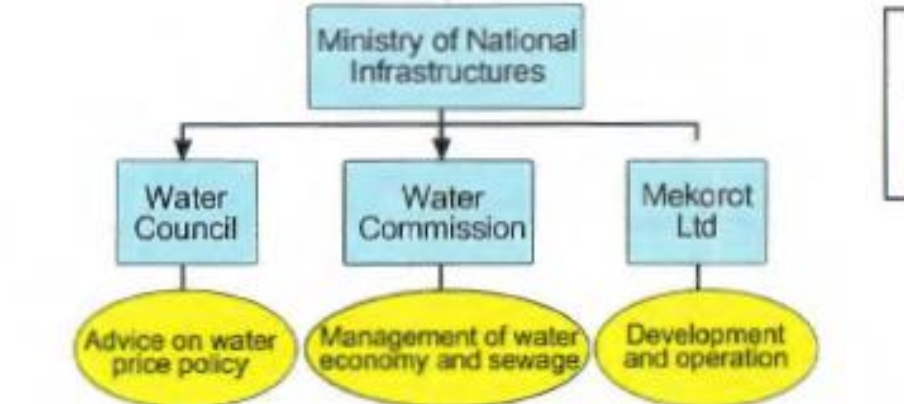 Ministry of National
Infrastructures
Water
Council
Water
Commission
Mekorot
Ltd
Advice on water
price policy
Management of water
economy and sewage
Development
and operation